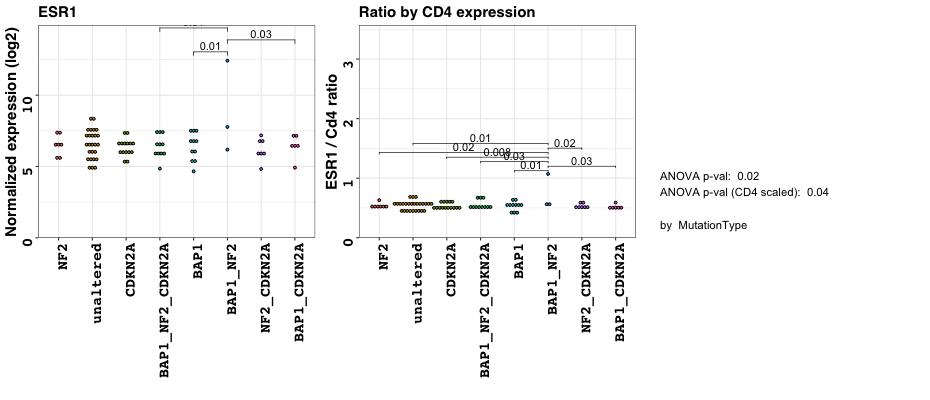 ESR1
Normalized expression (log2)
0
5
10
0.03
0.01
NF2
unaltered
CDKN2A
BAP1_NF2_CDKN2A
BAP1
BAP1_NF2
NF2_CDKN2A
BAP1_CDKN2A
Ratio by CD4 expression
ESR1 / Cd4 ratio
0
1
2
3
0.01
0.02
0.02
0.008
0.03
0.03
0.01
NF2
unaltered
CDKN2A
BAP1_NF2_CDKN2A
BAP1
BAP1_NF2
NF2_CDKN2A
BAP1_CDKN2A
ANOVA p-val: 0.02
ANOVA p-val (CD4 scaled): 0.04
by MutationType